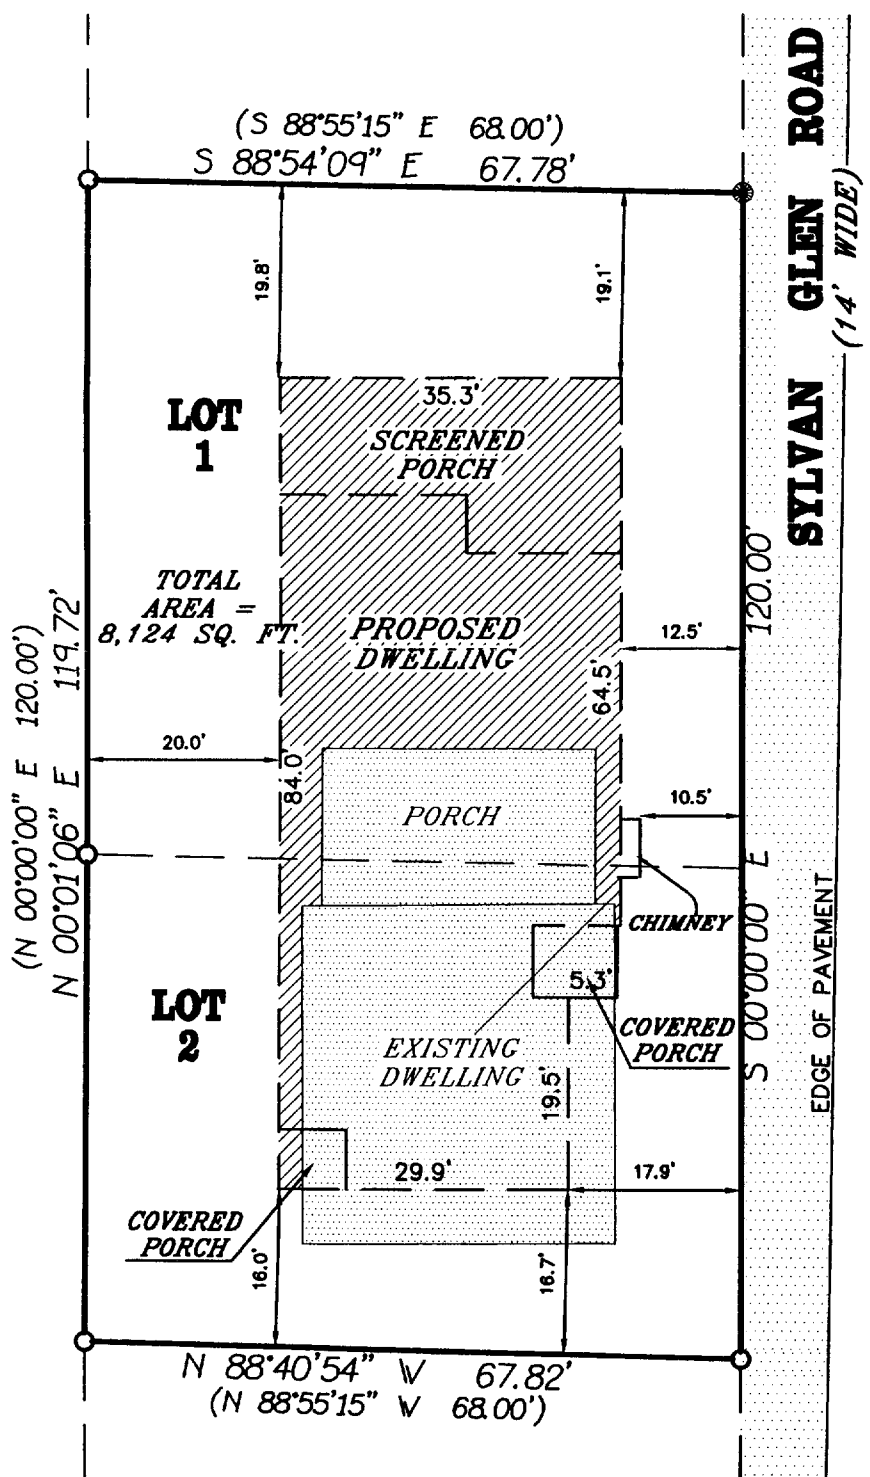 (S 88°55'15" E 68.00')
S 88°54'09" E 67.78'
SYLVAN GLEN ROAD
(14' WIDE)
19.8'
19.1'
35.3'
SCREENED
PORCH
LOT
1
TOTAL
AREA =
8,124 SQ. FT.
PROPOSED
DWELLING
12.5'
64.5'
120.00'
S 00°00'00" E
(N 00°00'00" E 120.00')
N 00°01'06" E 119.72'
20.0'
84.0'
PORCH
10.5'
CHIMNEY
EDGE OF PAVEMENT
LOT
2
5.3'
COVERED
PORCH
EXISTING
DWELLING
19.5'
29.9'
17.9'
COVERED
PORCH
16.0'
16.7'
N 88°40'54" W 67.82'
(N 88°55'15" W 68.00')